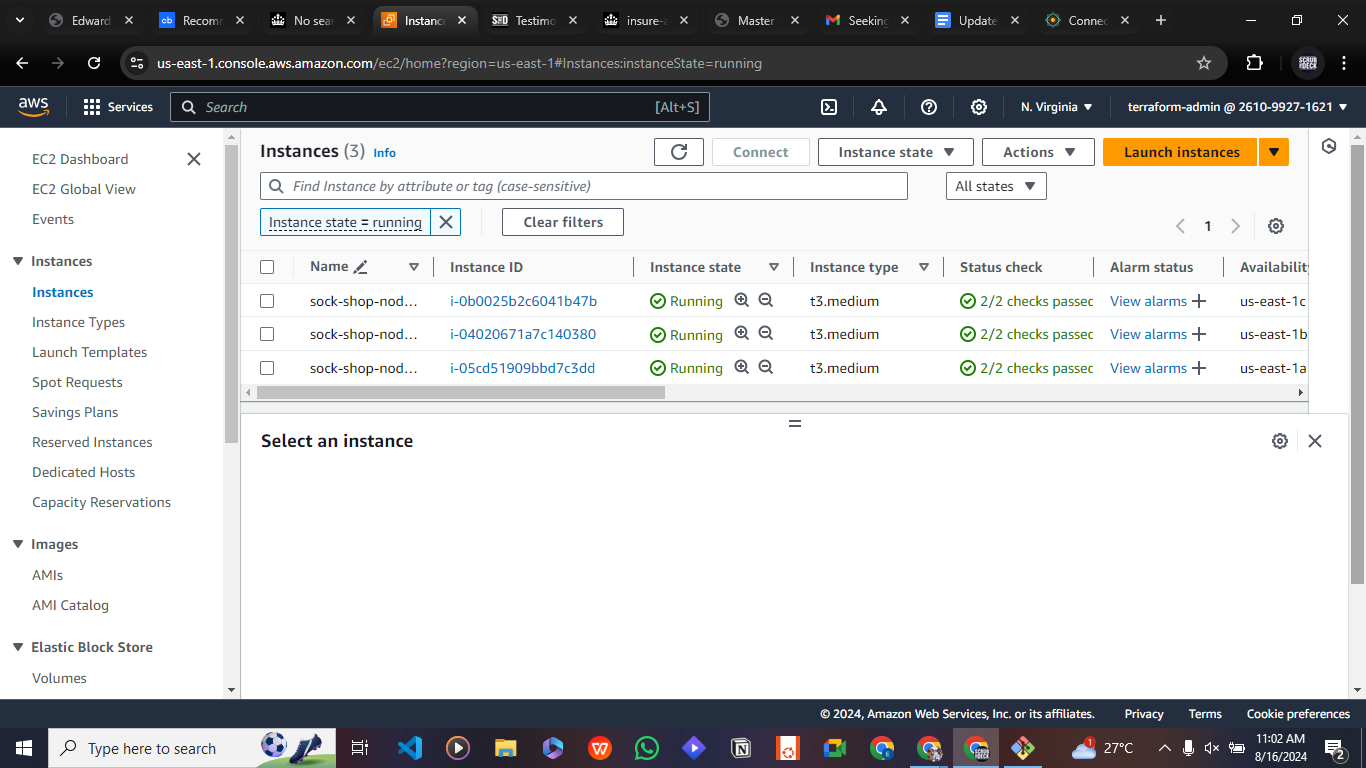 Edward
Recomm
No sear
Instanc
Testimo
insure-a
Master
Seeking
Update
Connec
us-east-1.console.aws.amazon.com/ec2/home?region=us-east-1#Instances:instanceState=running
aws
Services
Search
[Alt+S]
N. Virginia
terraform-admin @ 2610-9927-1621
EC2 Dashboard
EC2 Global View
Events
Instances
Instances
Instance Types
Launch Templates
Spot Requests
Savings Plans
Reserved Instances
Dedicated Hosts
Capacity Reservations
Images
AMIs
AMI Catalog
Elastic Block Store
Volumes
Instances (3) Info
Connect
Instance state
Actions
Launch instances
Find Instance by attribute or tag (case-sensitive)
All states
Instance state = running
Clear filters
1
Name Instance ID Instance state Instance type Status check Alarm status Availability
sock-shop-nod... i-0b0025b2c6041b47b Running t3.medium 2/2 checks passed View alarms us-east-1c
sock-shop-nod... i-04020671a7c140380 Running t3.medium 2/2 checks passed View alarms us-east-1b
sock-shop-nod... i-05cd51909bbd7c3dd Running t3.medium 2/2 checks passed View alarms us-east-1a
Select an instance
© 2024, Amazon Web Services, Inc. or its affiliates.
Privacy
Terms
Cookie preferences
Type here to search
27°C
11:02 AM
8/16/2024
2